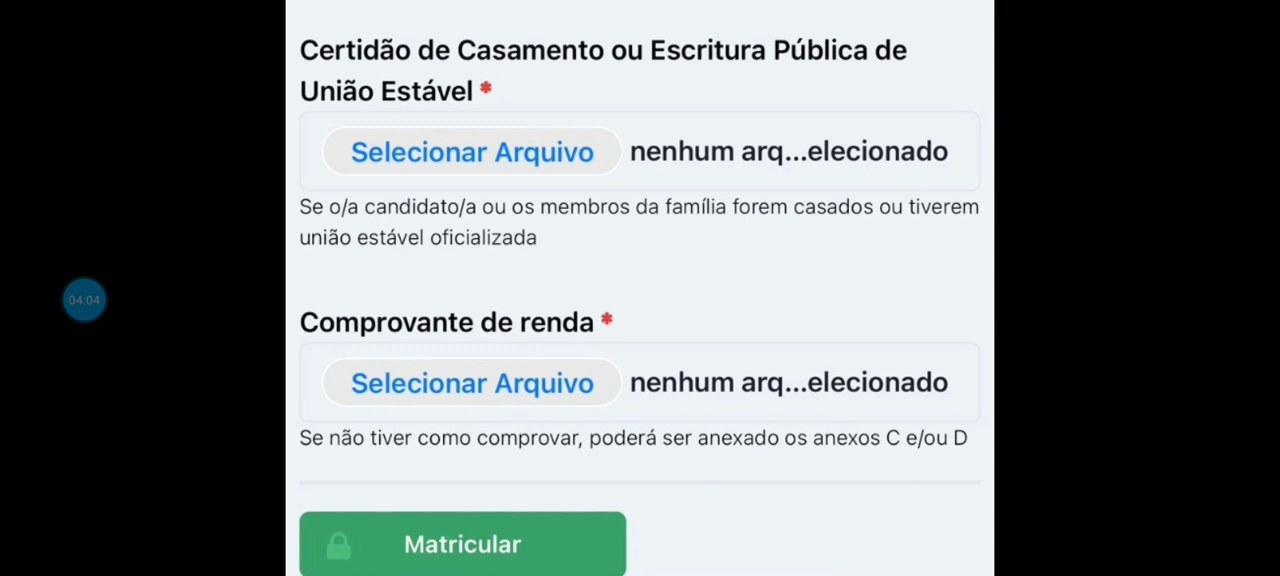 Certidão de Casamento ou Escritura Pública de
União Estável *
Selecionar Arquivo nenhum arq...elecionado
Se o/a candidato/a ou os membros da família forem casados ou tiverem
união estável oficializada
04:04
Comprovante de renda *
Selecionar Arquivo nenhum arq...elecionado
Se não tiver como comprovar, poderá ser anexado os anexos C e/ou D
Matricular